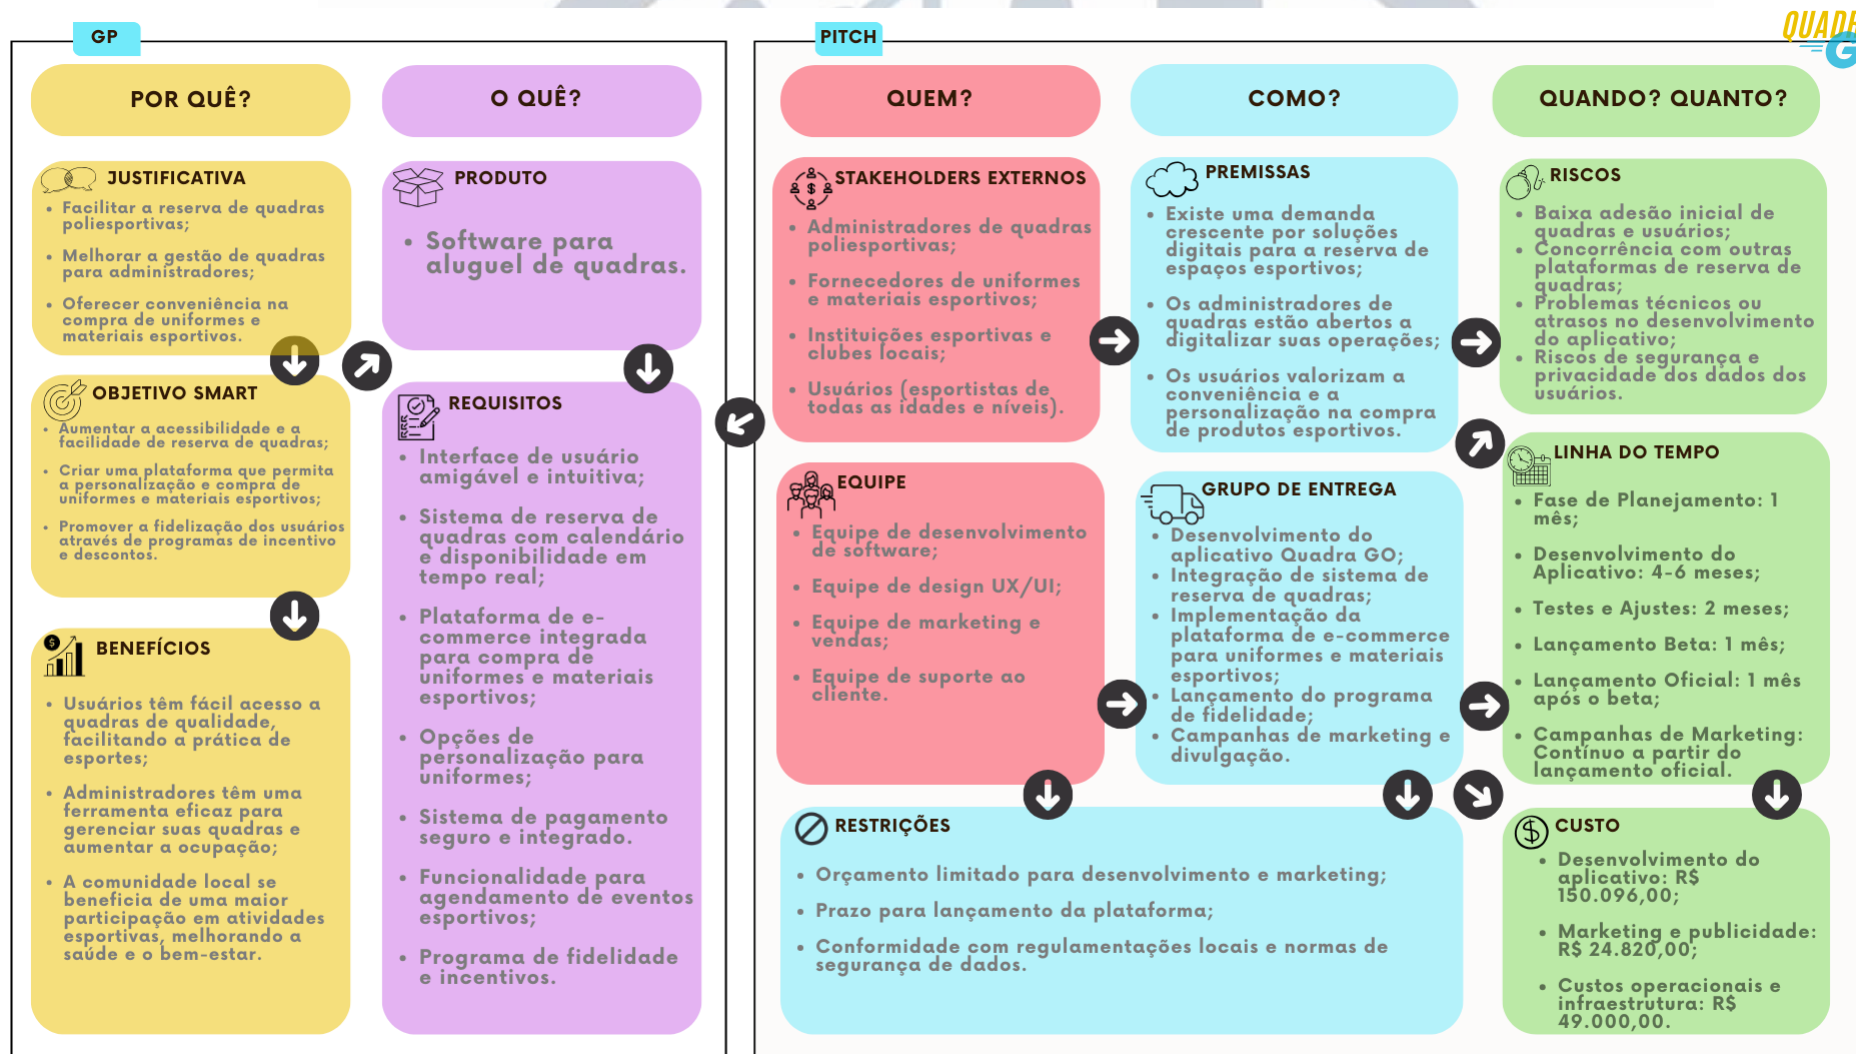 GP
POR QUÊ?
JUSTIFICATIVA
• Facilitar a reserva de quadras
poliesportivas;
• Melhorar a gestão de quadras
para administradores;
• Oferecer conveniência na
compra de uniformes e
materiais esportivos.
OBJETIVO SMART
• Aumentar a acessibilidade e a
facilidade de reserva de quadras;
• Criar uma plataforma que permita
a personalização e compra de
uniformes e materiais esportivos;
• Promover a fidelização dos usuários
através de programas de incentivo
e descontos.
BENEFÍCIOS
• Usuários têm fácil acesso a
quadras de qualidade,
facilitando a prática de
esportes;
• Administradores têm uma
ferramenta eficaz para
gerenciar suas quadras e
aumentar a ocupação;
• A comunidade local se
beneficia de uma maior
participação em atividades
esportivas, melhorando a
saúde e o bem-estar.
O QUÊ?
PRODUTO
• Software para
aluguel de quadras.
REQUISITOS
• Interface de usuário
amigável e intuitiva;
• Sistema de reserva de
quadras com calendário
e disponibilidade em
tempo real;
• Plataforma de e-
commerce integrada
para compra de
uniformes e materiais
esportivos;
• Opções de
personalização para
uniformes;
• Sistema de pagamento
seguro e integrado.
• Funcionalidade para
agendamento de eventos
esportivos;
• Programa de fidelidade
e incentivos.
PITCH
QUEM?
STAKEHOLDERS EXTERNOS
• Administradores de quadras
poliesportivas;
• Fornecedores de uniformes
e materiais esportivos;
• Instituições esportivas e
clubes locais;
• Usuários (esportistas de
todas as idades e níveis).
EQUIPE
• Equipe de desenvolvimento
de software;
• Equipe de design UX/UI;
• Equipe de marketing e
vendas;
• Equipe de suporte ao
cliente.
COMO?
PREMISSAS
• Existe uma demanda
crescente por soluções
digitais para a reserva de
espaços esportivos;
• Os administradores de
quadras estão abertos a
digitalizar suas operações;
• Os usuários valorizam a
conveniência e a
personalização na compra
de produtos esportivos.
GRUPO DE ENTREGA
• Desenvolvimento do
aplicativo Quadra GO;
• Integração de sistema de
reserva de quadras;
• Implementação da
plataforma de e-commerce
para uniformes e materiais
esportivos;
• Lançamento do programa
de fidelidade;
• Campanhas de marketing e
divulgação.
RESTRIÇÕES
• Orçamento limitado para desenvolvimento e marketing;
• Prazo para lançamento da plataforma;
• Conformidade com regulamentações locais e normas de
segurança de dados.
QUANDO? QUANTO?
RISCOS
• Baixa adesão inicial de
quadras e usuários;
• Concorrência com outras
plataformas de reserva de
quadras;
• Problemas técnicos ou
atrasos no desenvolvimento
do aplicativo;
• Riscos de segurança e
privacidade dos dados dos
usuários.
LINHA DO TEMPO
• Fase de Planejamento: 1
mês;
• Desenvolvimento do
Aplicativo: 4-6 meses;
• Testes e Ajustes: 2 meses;
• Lançamento Beta: 1 mês;
• Lançamento Oficial: 1 mês
após o beta;
• Campanhas de Marketing:
Contínuo a partir do
lançamento oficial.
CUSTO
• Desenvolvimento do
aplicativo: R$
150.096,00;
• Marketing e publicidade:
R$ 24.820,00;
• Custos operacionais e
infraestrutura: R$
49.000,00.